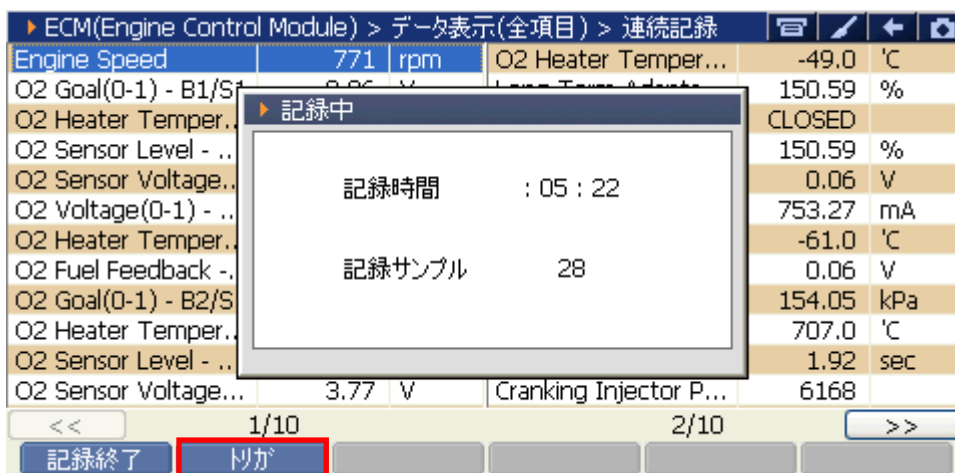 ECM(Engine Control Module) > データ表示(全項目) > 連続記録
Engine Speed 771 rpm O2 Heater Temper... -49.0 ℃
O2 Goal(0-1) - B1/S1 150.59 %
O2 Heater Temper... CLOSED
O2 Sensor Level - ... 150.59 %
O2 Sensor Voltage... 0.06 V
O2 Voltage(0-1) - ... 753.27 mA
O2 Heater Temper... -61.0 ℃
O2 Fuel Feedback - 0.06 V
O2 Goal(0-1) - B2/S 154.05 kPa
O2 Heater Temper... 707.0 ℃
O2 Sensor Level - ... 1.92 sec
O2 Sensor Voltage... 3.77 V Cranking Injector P... 6168
記録中
記録時間 : 05 : 22
記録サンプル 28
<< 1/10 2/10 >>
記録終了 トリガ